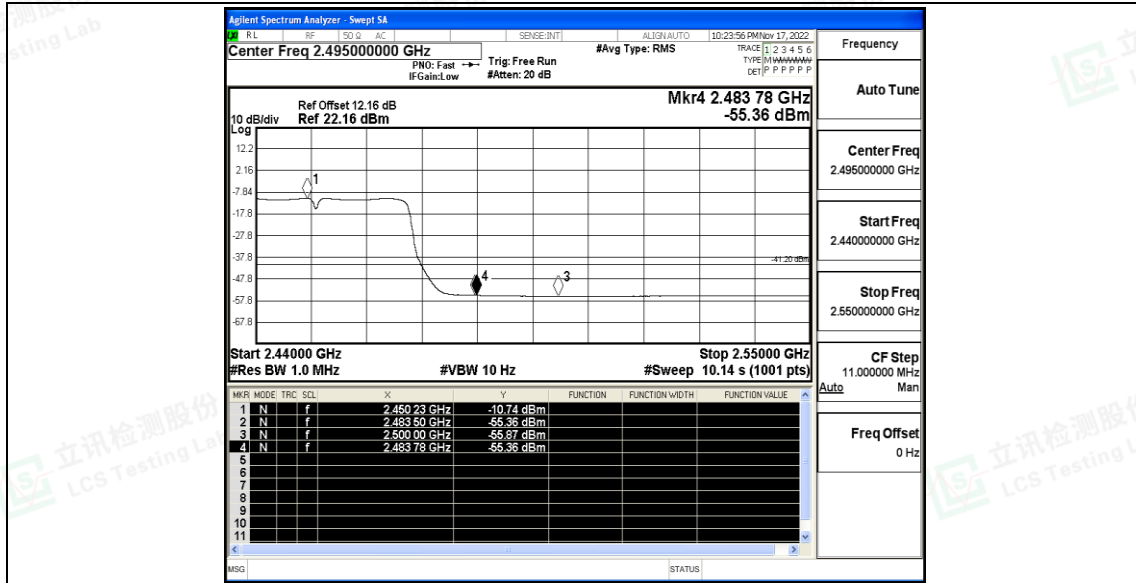 Agilent Spectrum Analyzer - Swept SA
RL RF 50 Ω AC SENSE:INT ALIGNAUTO 10:23:56 PMNov 17, 2022
Center Freq 2.495000000 GHz
#Avg Type: RMS
TRACE 1 2 3 4 5 6
PNO: Fast
Trig: Free Run
TYPE
IFGain:Low
#Atten: 20 dB
DET P P P P P P
Frequency
Auto Tune
Ref Offset 12.16 dB
Mkr4 2.483 78 GHz
10 dB/div Ref 22.16 dBm
-55.36 dBm
Log
12.2
2.16
-7.84
-17.8
-27.8
-37.8
-47.8
-57.8
-67.8
1
4
3
-41.20 dBm
Center Freq
2.495000000 GHz
Start Freq
2.440000000 GHz
Stop Freq
2.550000000 GHz
Start 2.44000 GHz
Stop 2.55000 GHz
#Res BW 1.0 MHz
#VBW 10 Hz
#Sweep 10.14 s (1001 pts)
CF Step
11.000000 MHz
Auto Man
MKR MODE TRC SCL X Y FUNCTION FUNCTION WIDTH FUNCTION VALUE
1 N f 2.450 23 GHz -10.74 dBm
2 N f 2.483 50 GHz -55.36 dBm
3 N f 2.500 00 GHz -55.87 dBm
4 N f 2.483 78 GHz -55.36 dBm
5
6
7
8
9
10
11
Freq Offset
0 Hz
MSG
STATUS
立讯检测股份
LCS Testing Lab
立讯检测股份
LCS Testing L